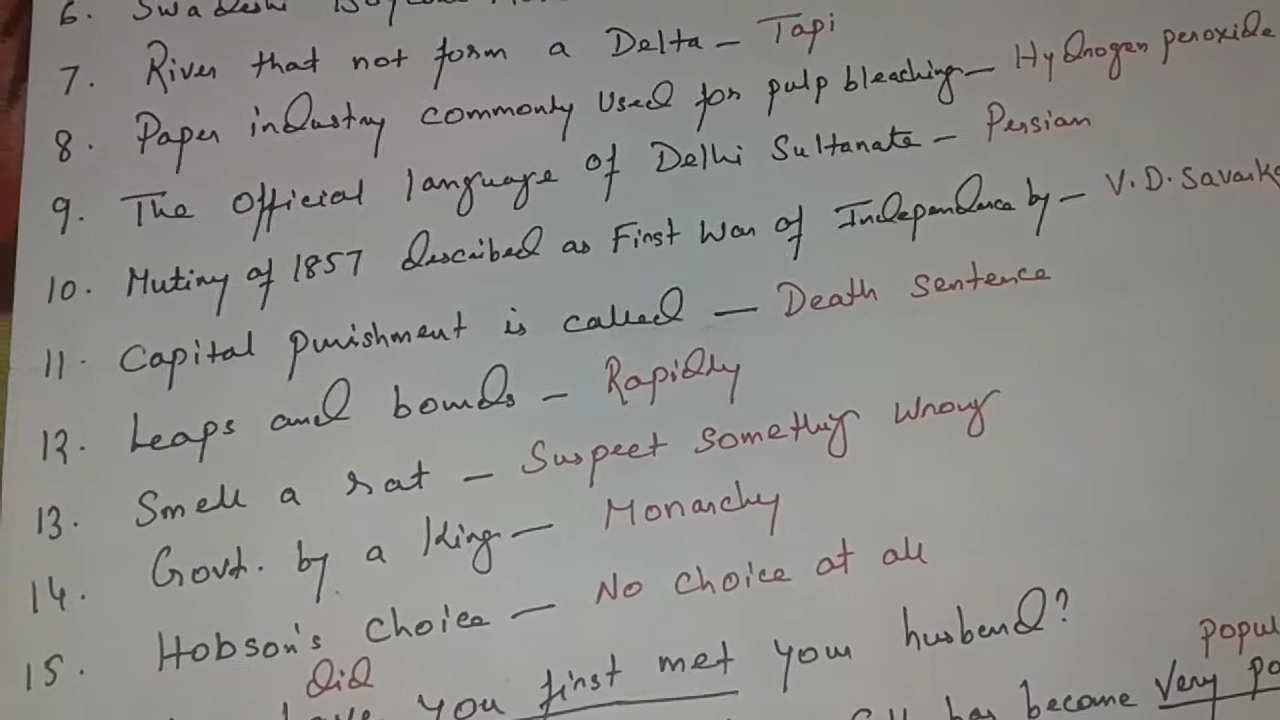 6. Swadeshi
7. River that not form a Delta - Tapi
8. Paper industry commonly used for pulp bleaching - Hydrogen peroxide
9. The official language of Delhi Sultanate - Persian
10. Mutiny of 1857 described as First War of Independence by - V.D.Savark
11. Capital punishment is called - Death sentence
12. Leaps and bounds - Rapidly
13. Smell a rat - Suspect something wrong
14. Govt. by a King - Monarchy
15. Hobson's choice - No choice at all
did popul
you first met your husband?
has become very po